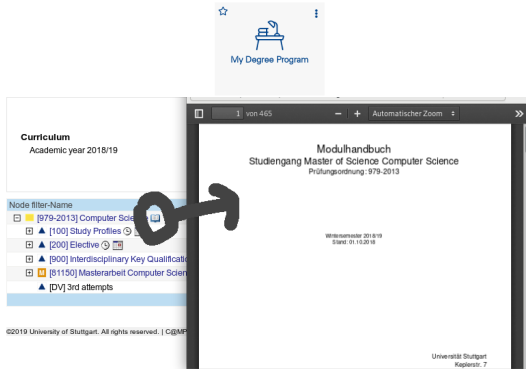 My Degree Program
1 von 465 − + Automatischer Zoom
Curriculum
Academic year 2018/19
Modulhandbuch
Studiengang Master of Science Computer Science
Prüfungsordnung: 979-2013
Node filter-Name
[979-2013] Computer Science
[100] Study Profiles
[200] Elective
[900] Interdisciplinary Key Qualificatio
M [81150] Masterarbeit Computer Scien
[DV] 3rd attempts
Wintersemester 2018/19
Stand: 01.10.2018
©2019 University of Stuttgart. All rights reserved. | C@MP
Universität Stuttgart
Keplerstr. 7